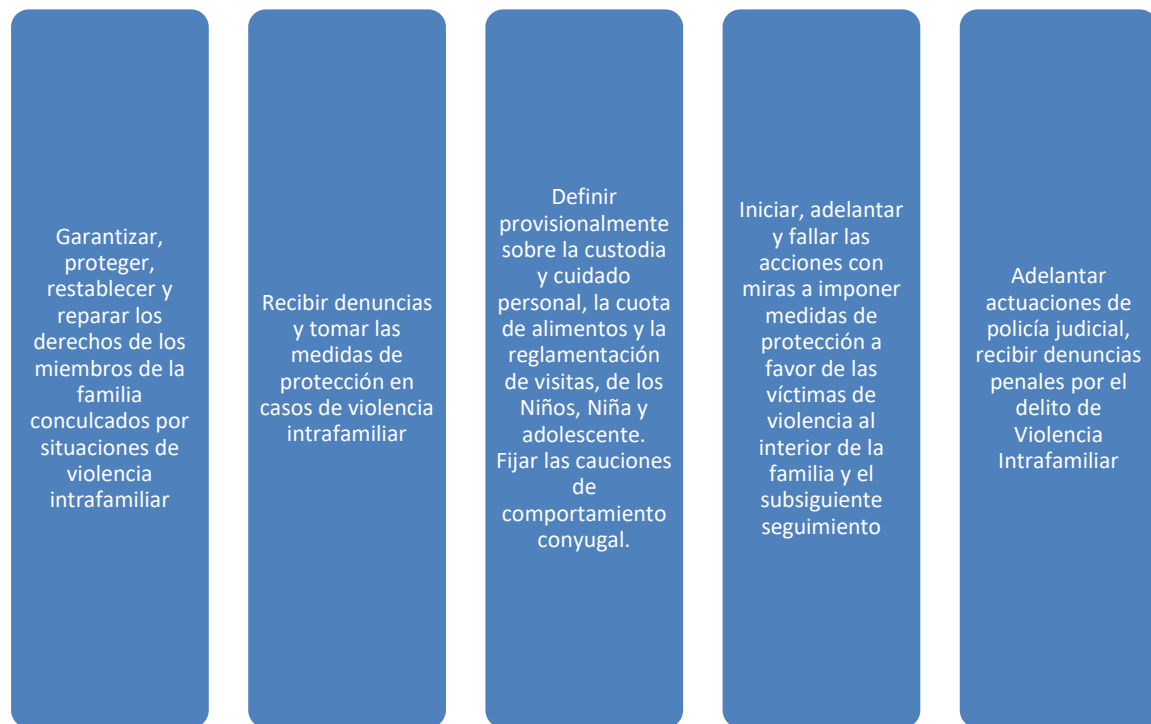 Garantizar,
proteger,
restablecer y
reparar los
derechos de los
miembros de la
familia
conculcados por
situaciones de
violencia
intrafamiliar
Recibir denuncias
y tomar las
medidas de
protección en
casos de violencia
intrafamiliar
Definir
provisionalmente
sobre la custodia
y cuidado
personal, la cuota
de alimentos y la
reglamentación
de visitas, de los
Niños, Niña y
adolescente.
Fijar las cauciones
de
comportamiento
conyugal.
Iniciar, adelantar
y fallar las
acciones con
miras a imponer
medidas de
protección a
favor de las
víctimas de
violencia al
interior de la
familia y el
subsiguiente
seguimiento
Adelantar
actuaciones de
policía judicial,
recibir denuncias
penales por el
delito de
Violencia
Intrafamiliar